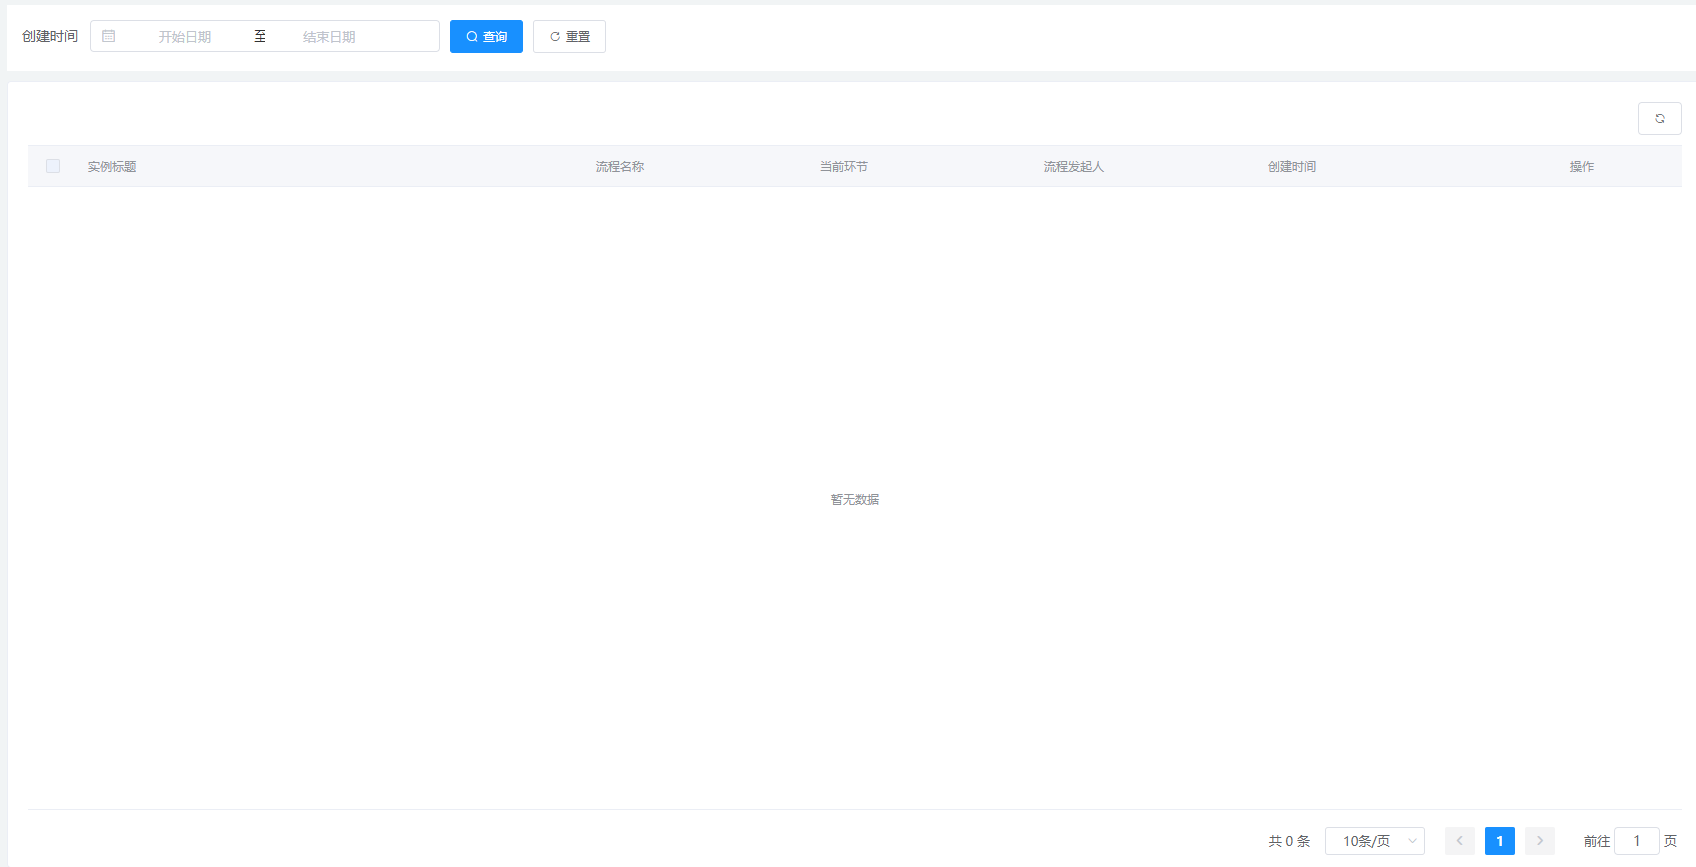 创建时间 开始日期 至 结束日期 查询 重置
实例标题 流程名称 当前环节 流程发起人 创建时间 操作
暂无数据
共 0 条 10条/页 1 前往 1 页